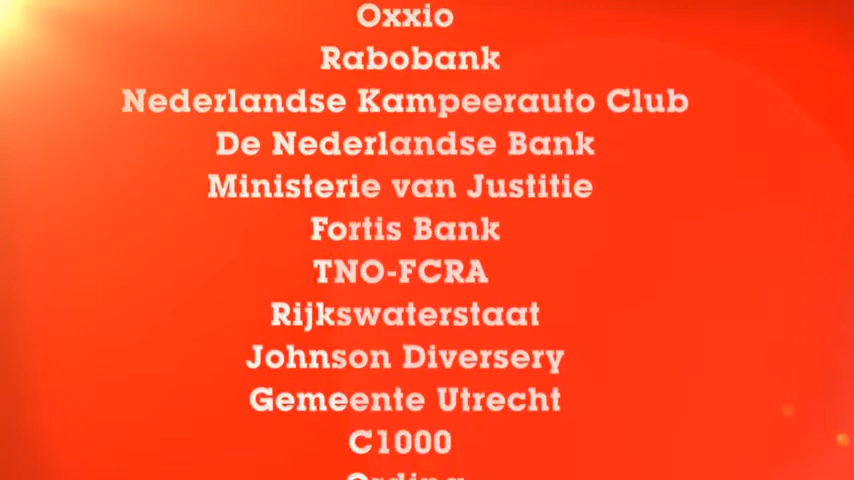 Oxxio
Rabobank
Nederlandse Kampeerauto Club
De Nederlandse Bank
Ministerie van Justitie
Fortis Bank
TNO-FCRA
Rijkswaterstaat
Johnson Diversery
Gemeente Utrecht
C1000